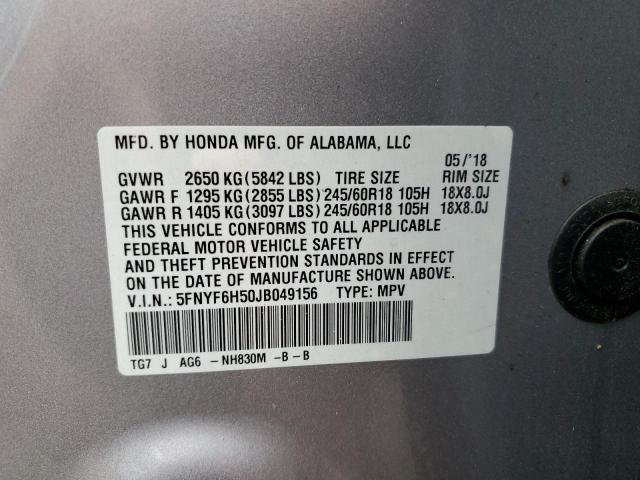 MFD. BY HONDA MFG. OF ALABAMA, LLC
05/'18
GVWR 2650 KG (5842 LBS) TIRE SIZE RIM SIZE
GAWR F 1295 KG (2855 LBS) 245/60R18 105H 18X8.0J
GAWR R 1405 KG (3097 LBS) 245/60R18 105H 18X8.0J
THIS VEHICLE CONFORMS TO ALL APPLICABLE
FEDERAL MOTOR VEHICLE SAFETY
AND THEFT PREVENTION STANDARDS IN EFFECT
ON THE DATE OF MANUFACTURE SHOWN ABOVE.
V.I.N.: 5FNYF6H50JB049156 TYPE: MPV
TG7 J AG6 - NH830M - B - B